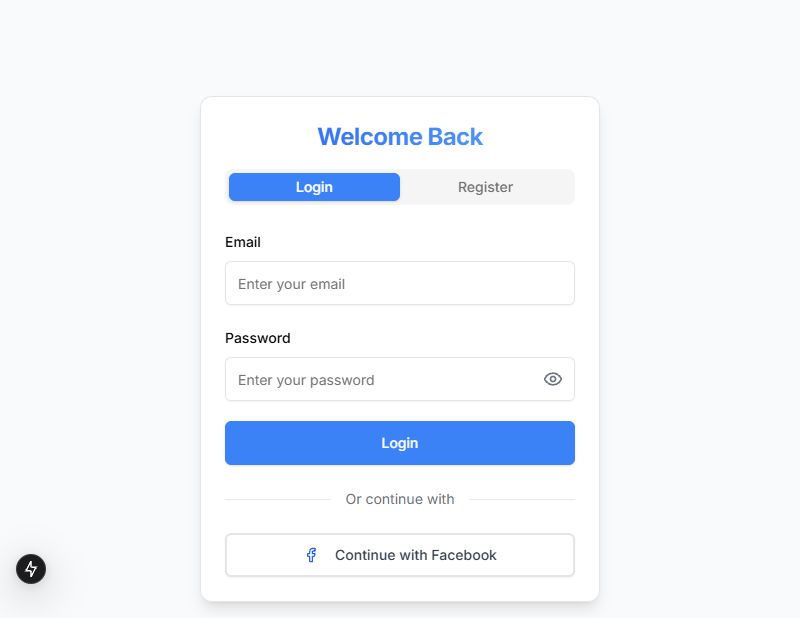 Welcome Back
Login
Register
Email
Enter your email
Password
Enter your password
Login
Or continue with
Continue with Facebook